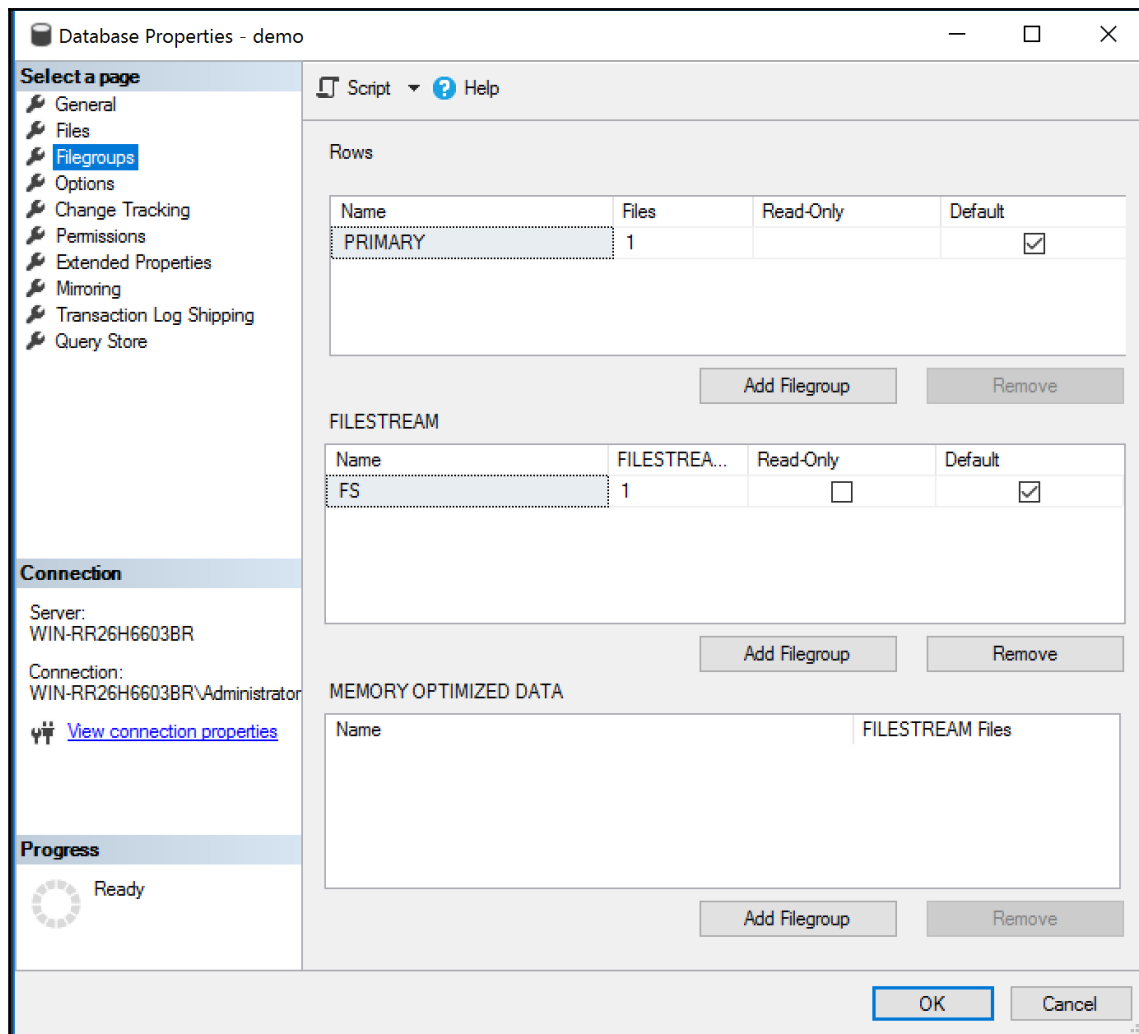 Database Properties - demo
Select a page
General
Files
Filegroups
Options
Change Tracking
Permissions
Extended Properties
Mirroring
Transaction Log Shipping
Query Store
Connection
Server:
WIN-RR26H6603BR
Connection:
WIN-RR26H6603BR\Administrator
View connection properties
Progress
Ready
Script Help
Rows
Name Files Read-Only Default
PRIMARY 1
Add Filegroup Remove
FILESTREAM
Name FILESTREA... Read-Only Default
FS 1
Add Filegroup Remove
MEMORY OPTIMIZED DATA
Name FILESTREAM Files
Add Filegroup Remove
OK Cancel